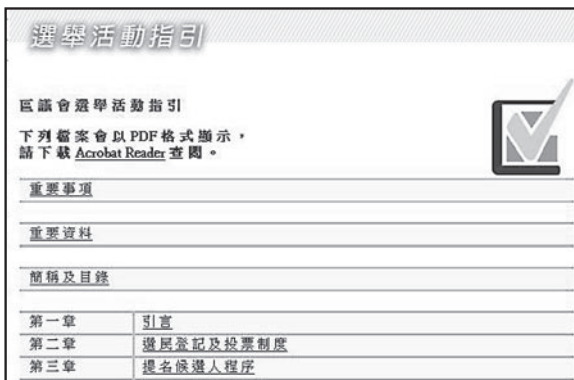 選舉活動指引
區議會選舉活動指引
下列檔案會以 PDF 格式顯示，
請下載 Acrobat Reader 查閱。
重要事項
重要資料
簡稱及目錄
第一章 引言
第二章 選民登記及投票制度
第三章 提名候選人程序